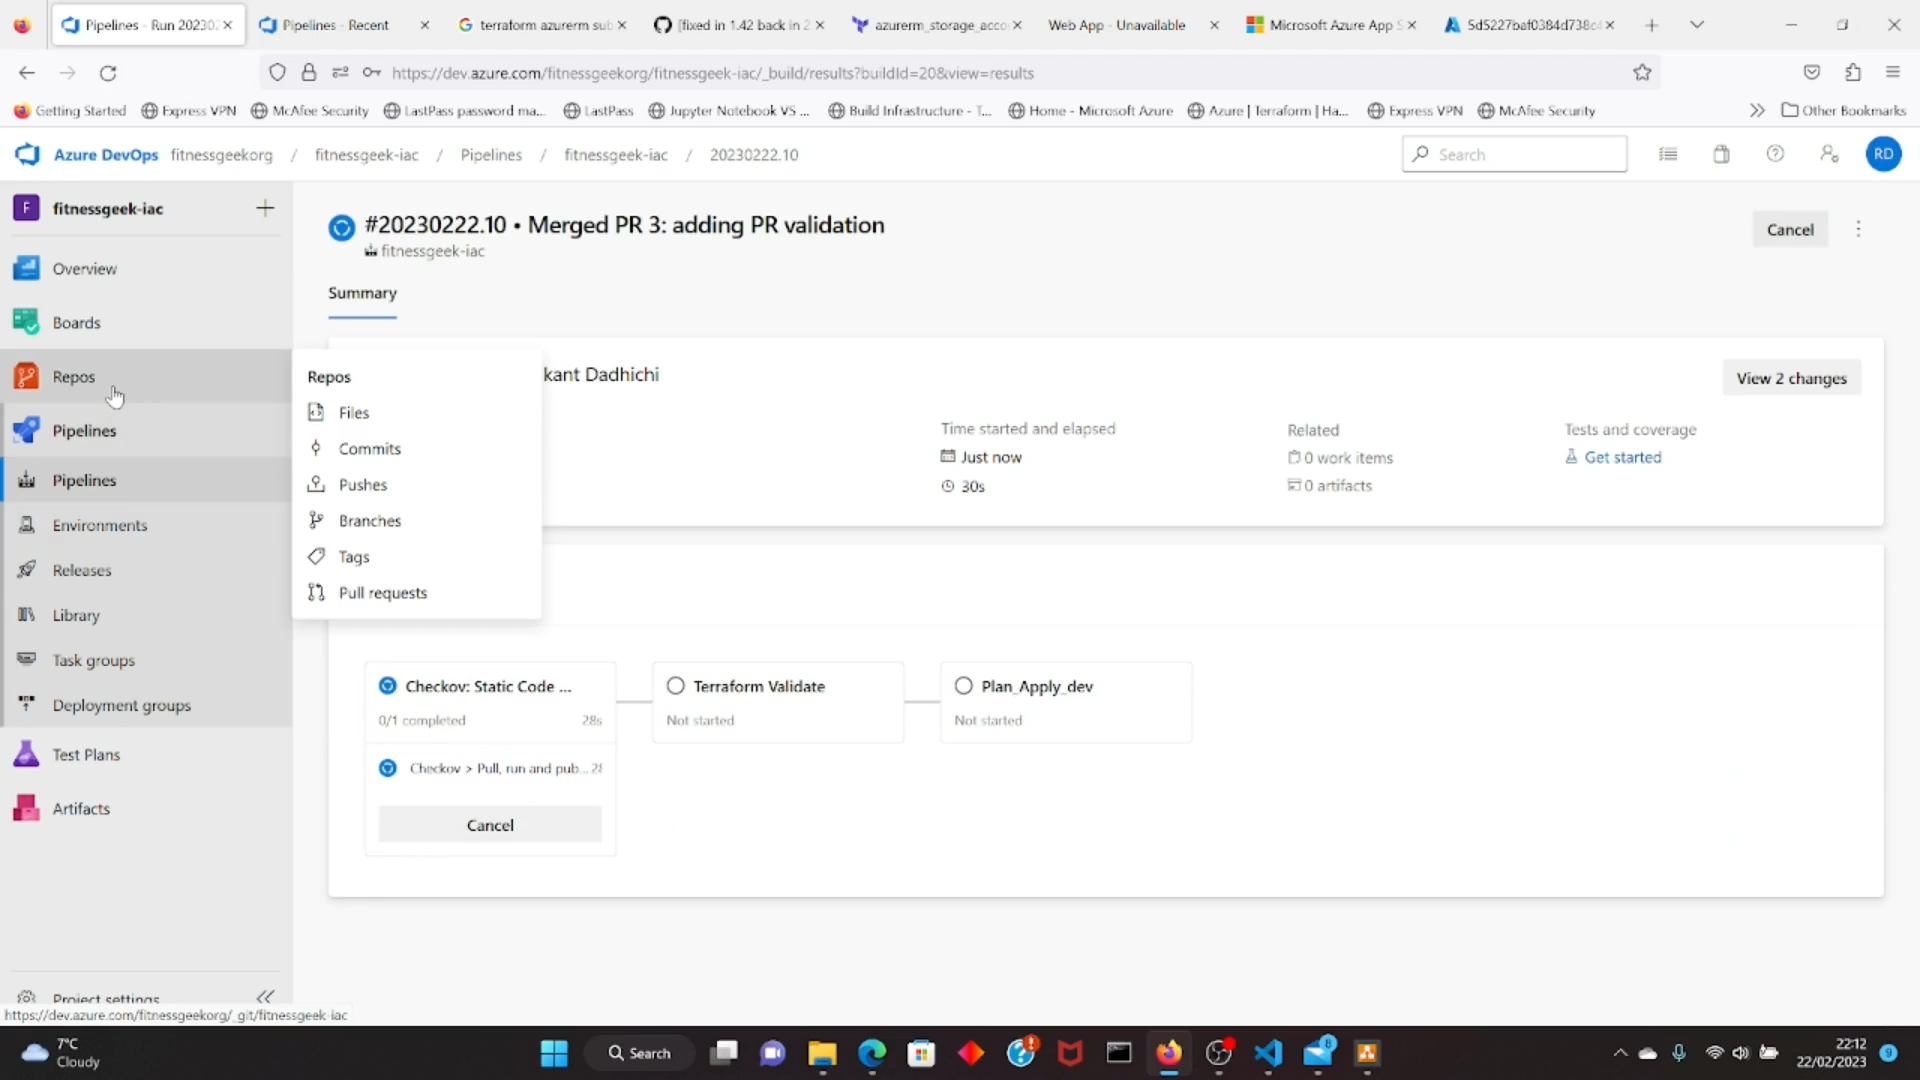 Pipelines - Run 20230
Pipelines - Recent
terraform azurerm sub
[fixed in 1.42 back in 2
azurerm_storage_acco
Web App - Unavailable
Microsoft Azure App S
5d5227baf0384d738c
https://dev.azure.com/fitnessgeekorg/fitnessgeek-iac/_build/results?buildId=20&view=results
Getting Started
Express VPN
McAfee Security
LastPass password ma...
LastPass
Jupyter Notebook VS ...
Build Infrastructure - T...
Home - Microsoft Azure
Azure | Terraform | Ha...
Express VPN
McAfee Security
Other Bookmarks
Azure DevOps fitnessgeekorg / fitnessgeek-iac / Pipelines / fitnessgeek-iac / 20230222.10
Search
RD
F fitnessgeek-iac
Overview
Boards
Repos
Pipelines
Pipelines
Environments
Releases
Library
Task groups
Deployment groups
Test Plans
Artifacts
Project settings
https://dev.azure.com/fitnessgeekorg/_git/fitnessgeek-iac
Repos
Files
Commits
Pushes
Branches
Tags
Pull requests
#20230222.10 • Merged PR 3: adding PR validation
fitnessgeek-iac
Cancel
Summary
kant Dadhichi
View 2 changes
Time started and elapsed
Just now
30s
Related
0 work items
0 artifacts
Tests and coverage
Get started
Checkov: Static Code ...
0/1 completed 28s
Checkov > Pull, run and pub... 28
Cancel
Terraform Validate
Not started
Plan_Apply_dev
Not started
7°C
Cloudy
Search
8
22:12
22/02/2023
9